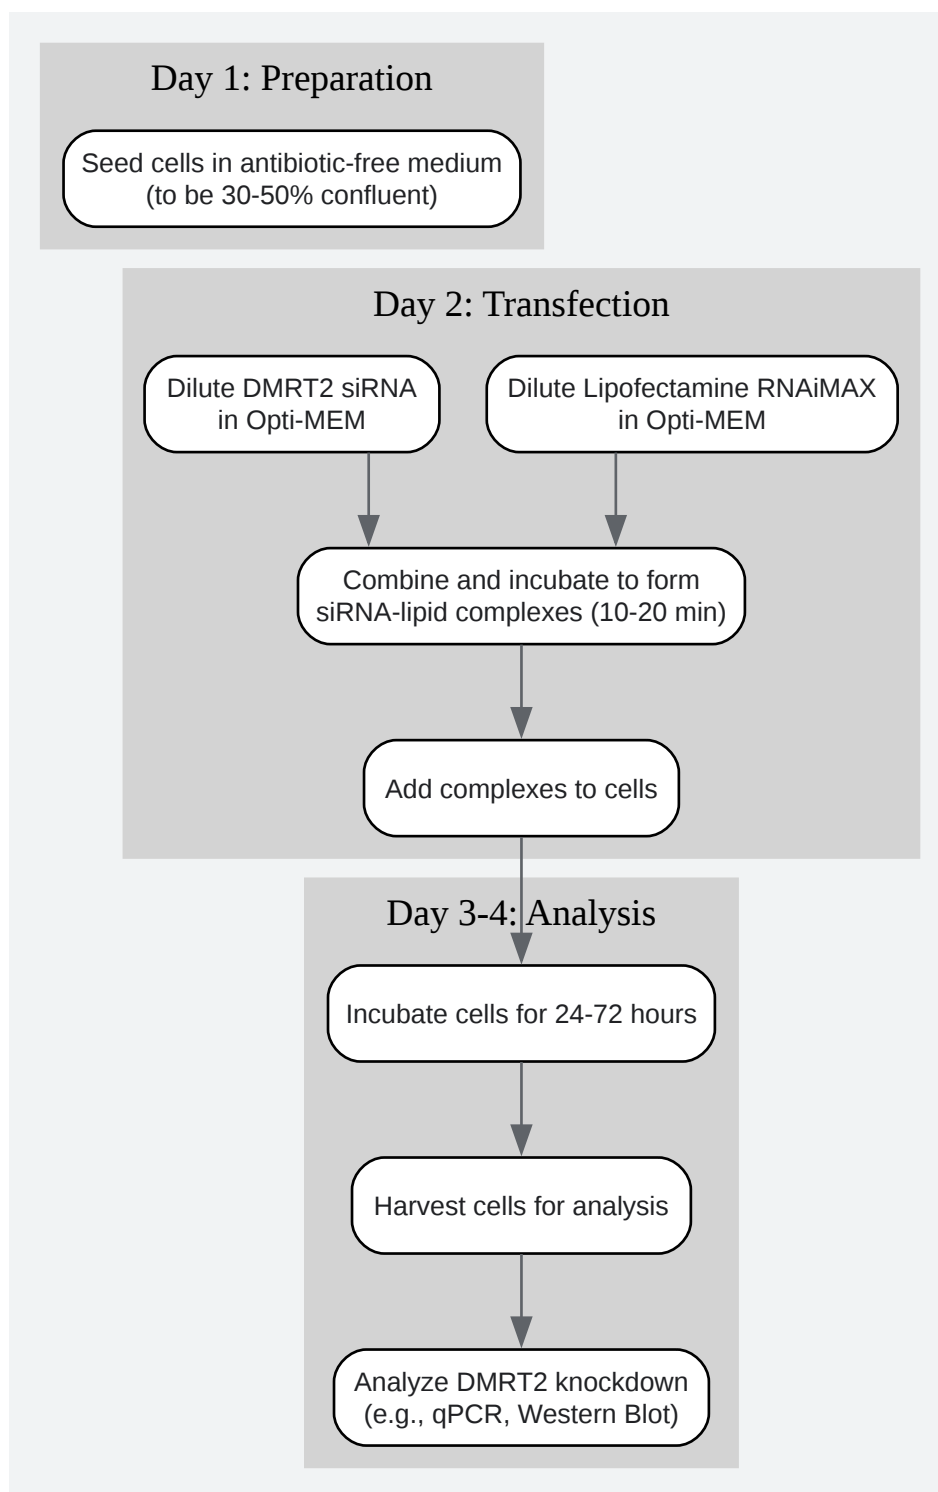 Day 1: Preparation
Seed cells in antibiotic-free medium
(to be 30-50% confluent)
Day 2: Transfection
Dilute DMRT2 siRNA
in Opti-MEM
Dilute Lipofectamine RNAiMAX
in Opti-MEM
Combine and incubate to form
siRNA-lipid complexes (10-20 min)
Add complexes to cells
Day 3-4: Analysis
Incubate cells for 24-72 hours
Harvest cells for analysis
Analyze DMRT2 knockdown
(e.g., qPCR, Western Blot)